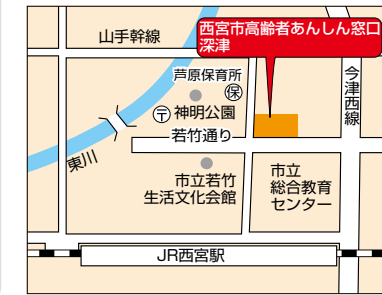 山手幹線
西宮市高齢者あんしん窓口
深津
芦原保育所
保
神明公園
今津西線
若竹通り
東川
市立若竹
生活文化会館
市立
総合教育
センター
JR西宮駅